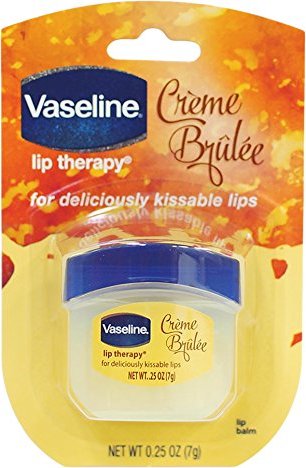 Vaseline®
lip therapy®
Crème
Brûlée
for deliciously kissable lips
Vaseline.
lip therapy®
for deliciously kissable lips
Crème
Brûlée
NET WT. .25 OZ (7g)
lip
balm
NET WT 0.25 OZ (7g)